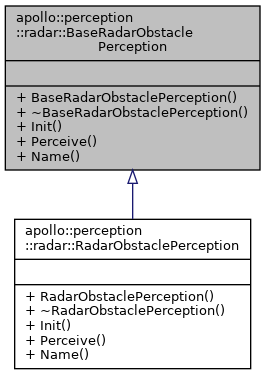 apollo::perception
::radar::BaseRadarObstacle
Perception
+ BaseRadarObstaclePerception()
+ ~BaseRadarObstaclePerception()
+ Init()
+ Perceive()
+ Name()
apollo::perception
::radar::RadarObstaclePerception
+ RadarObstaclePerception()
+ ~RadarObstaclePerception()
+ Init()
+ Perceive()
+ Name()